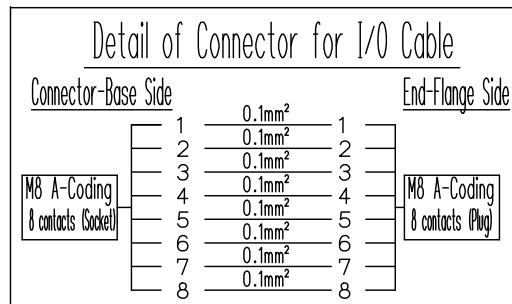 Detail of Connector for I/O Cable
Connector-Base Side
End-Flange Side
1 0.1mm² 1
2 0.1mm² 2
3 0.1mm² 3
4 0.1mm² 4
5 0.1mm² 5
6 0.1mm² 6
7 0.1mm² 7
8 0.1mm² 8
M8 A-Coding
8 contacts (Socket)
M8 A-Coding
8 contacts (Plug)